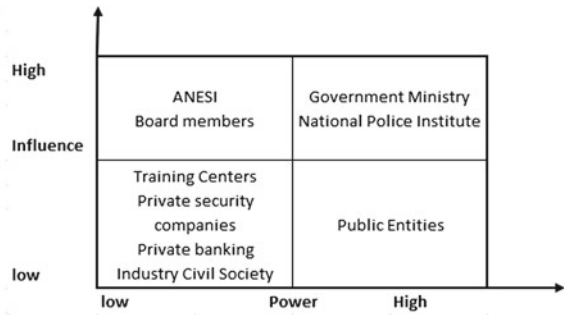 High
ANESI
Board members
Government Ministry
National Police Institute
Influence
Training Centers
Private security
companies
Private banking
Industry Civil Society
Public Entities
low
low
Power
High